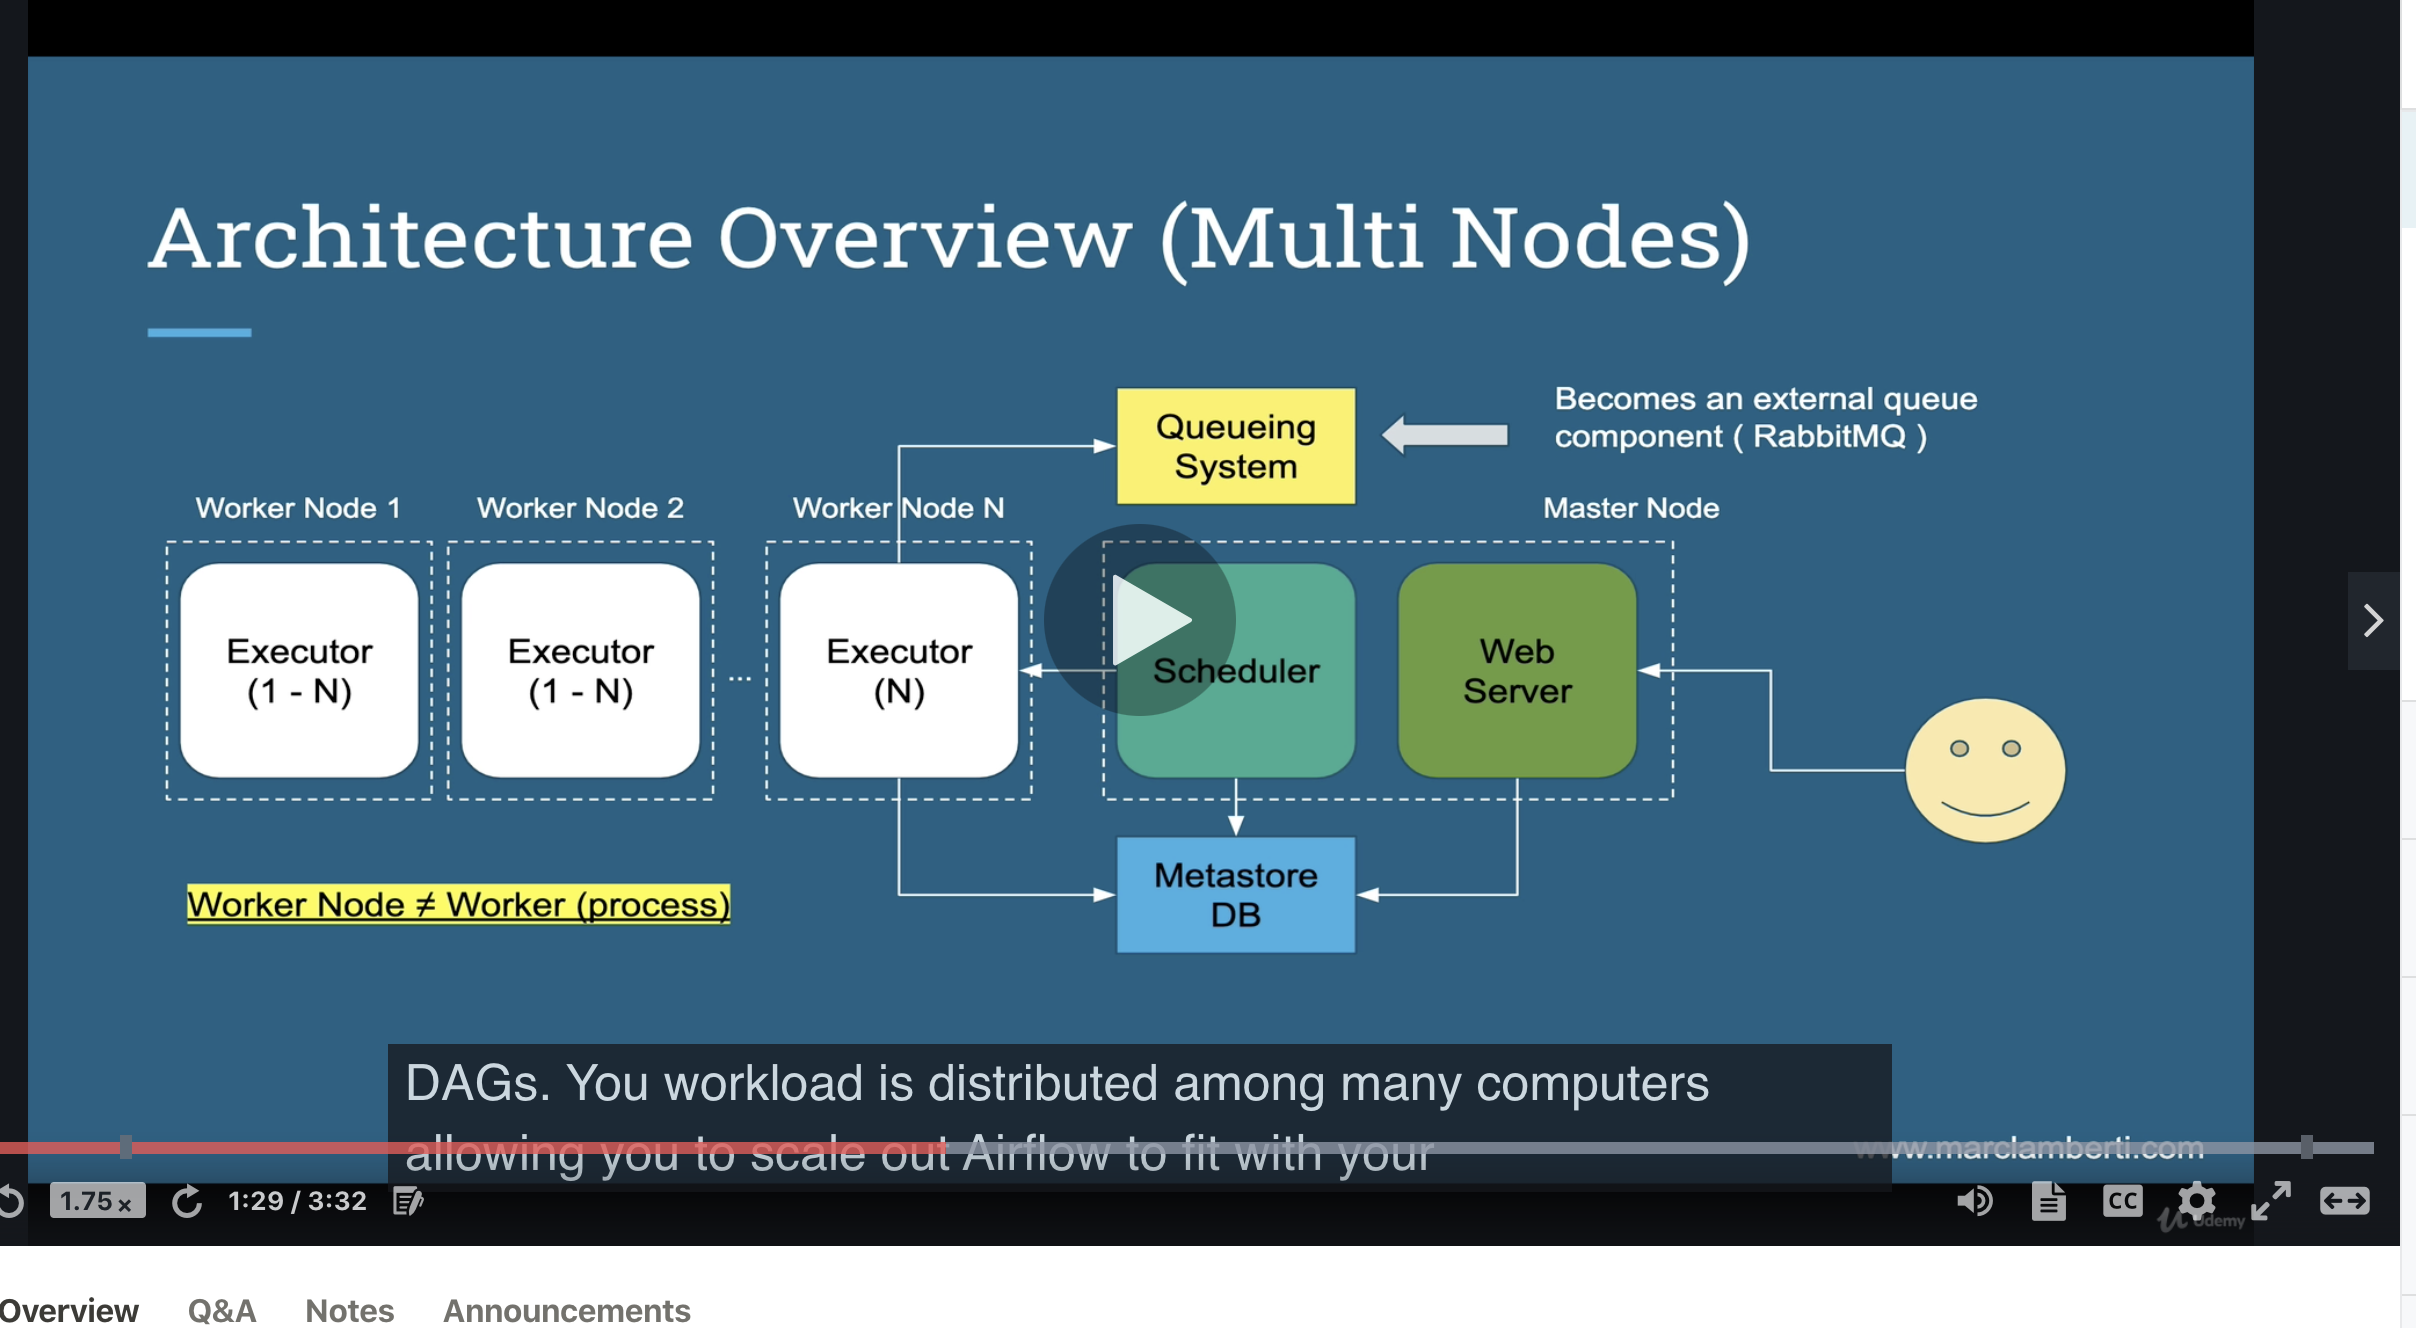 Architecture Overview (Multi Nodes)
Queueing
System
Becomes an external queue
component ( RabbitMQ )
Worker Node 1
Worker Node 2
Worker Node N
Master Node
Executor
(1 - N)
Executor
(1 - N)
...
Executor
(N)
Scheduler
Web
Server
Metastore
DB
Worker Node ≠ Worker (process)
DAGs. You workload is distributed among many computers
allowing you to scale out Airflow to fit with your
www.marclamberti.com
1.75 x
1:29 / 3:32
CC
Udemy
Overview
Q&A
Notes
Announcements